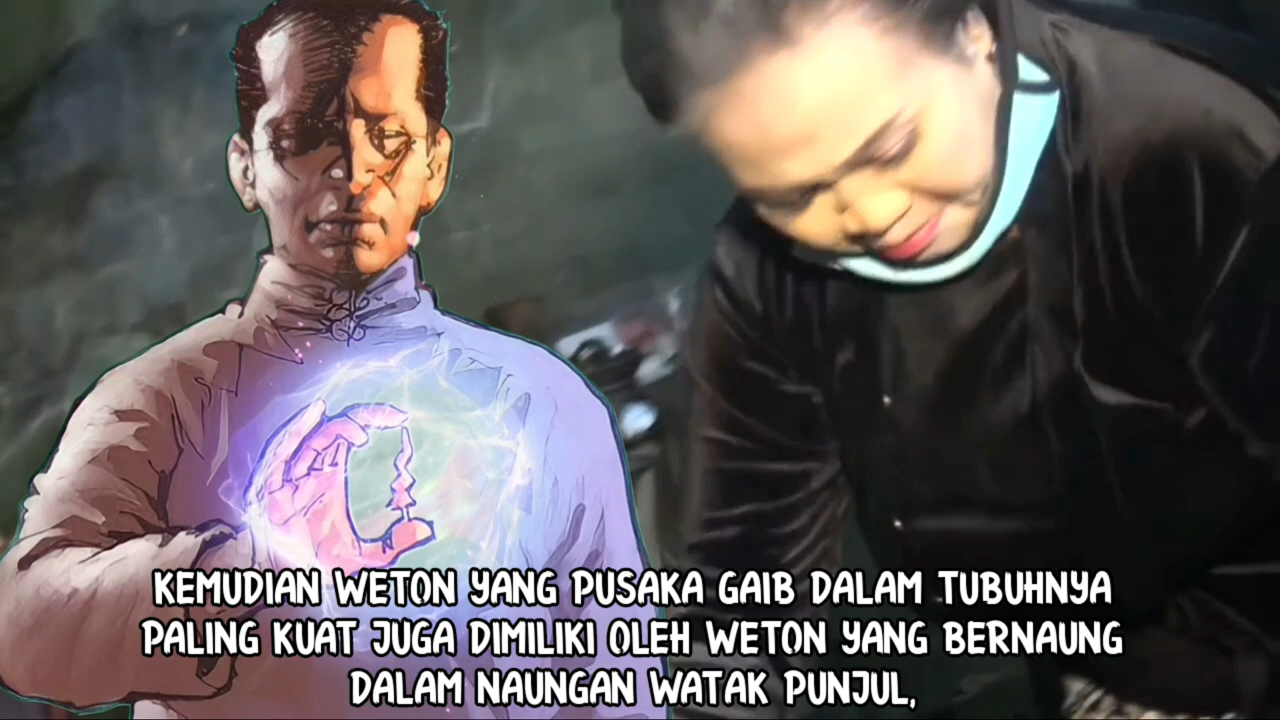 KEMUDIAN WETON YANG PUSAKA GAIB DALAM TUBUHNYA
PALING KUAT JUGA DIMILIKI OLEH WETON YANG BERNAUNG
DALAM NAUNGAN WATAK PUNJUL,